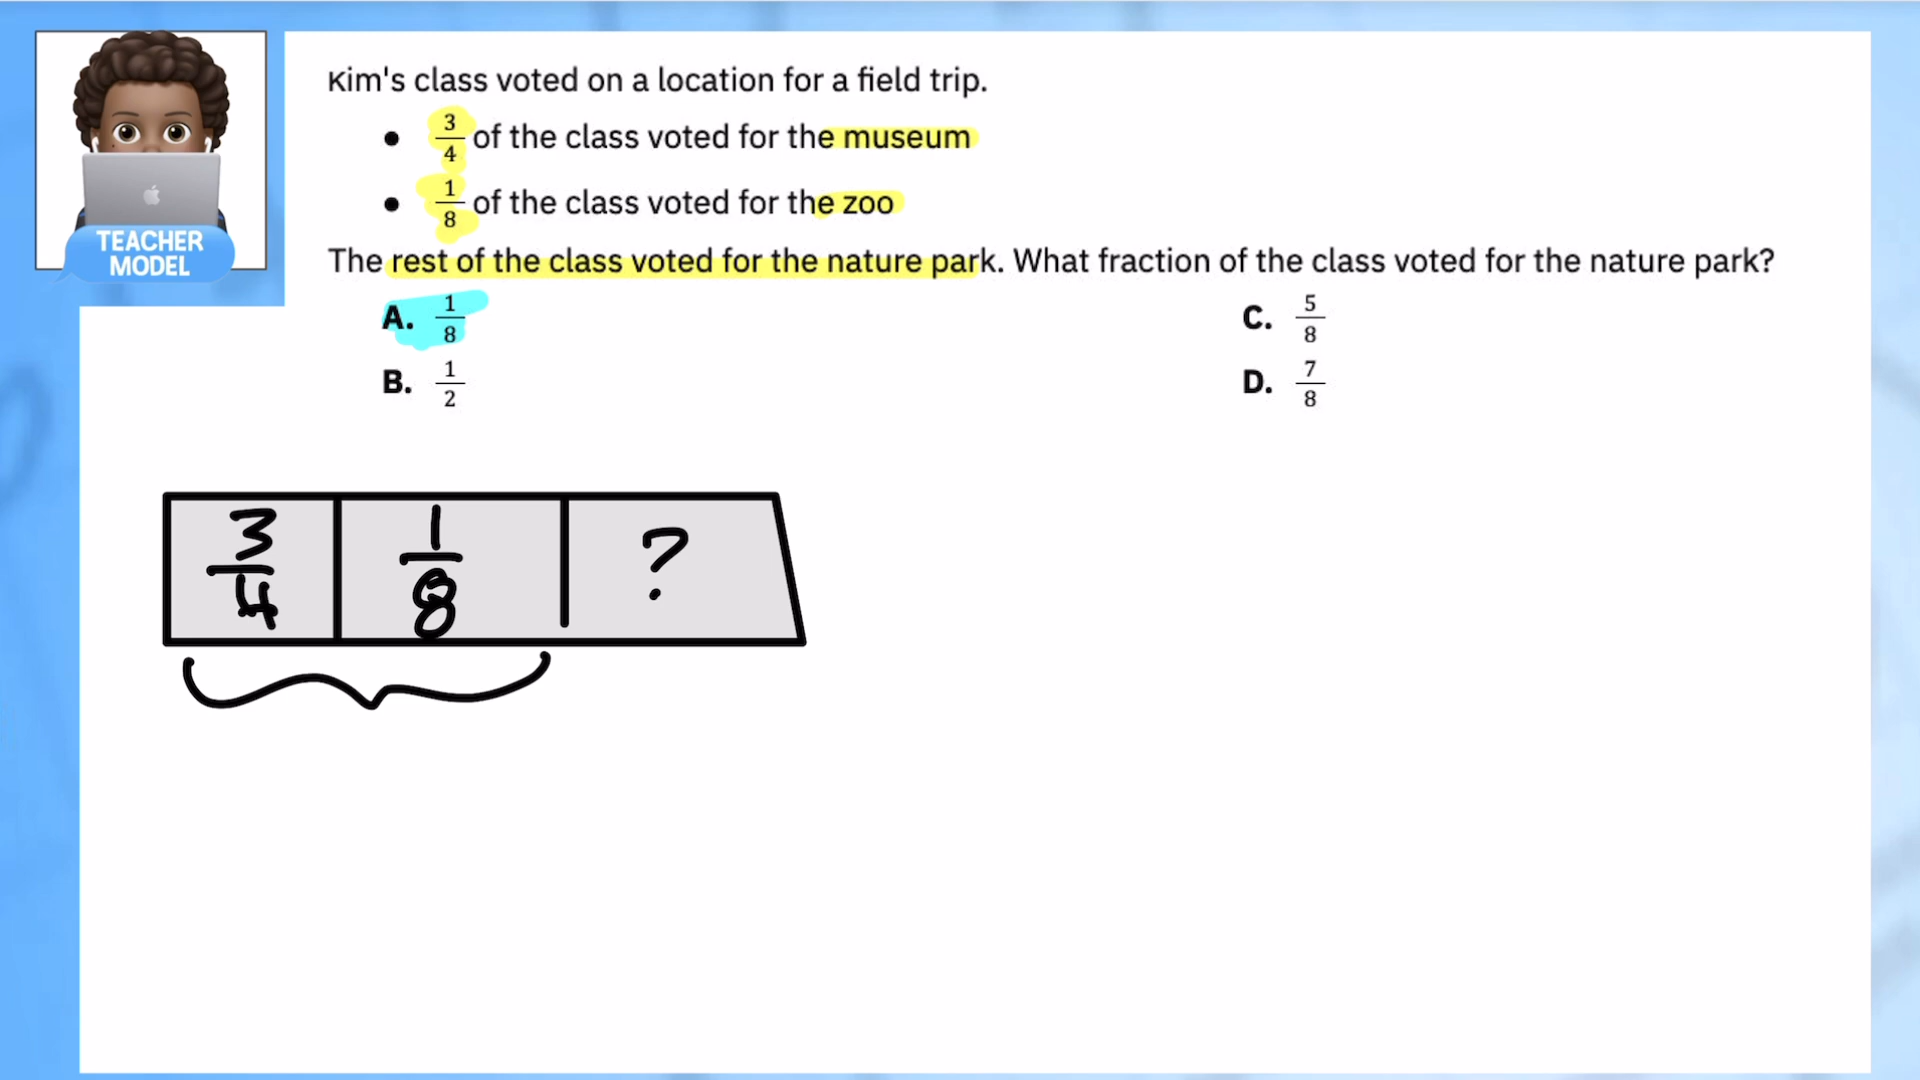 TEACHER
MODEL
Kim's class voted on a location for a field trip.
• 3/4 of the class voted for the museum
• 1/8 of the class voted for the zoo
The rest of the class voted for the nature park. What fraction of the class voted for the nature park?
A. 1/8
B. 1/2
C. 5/8
D. 7/8
3/4 1/8 ?